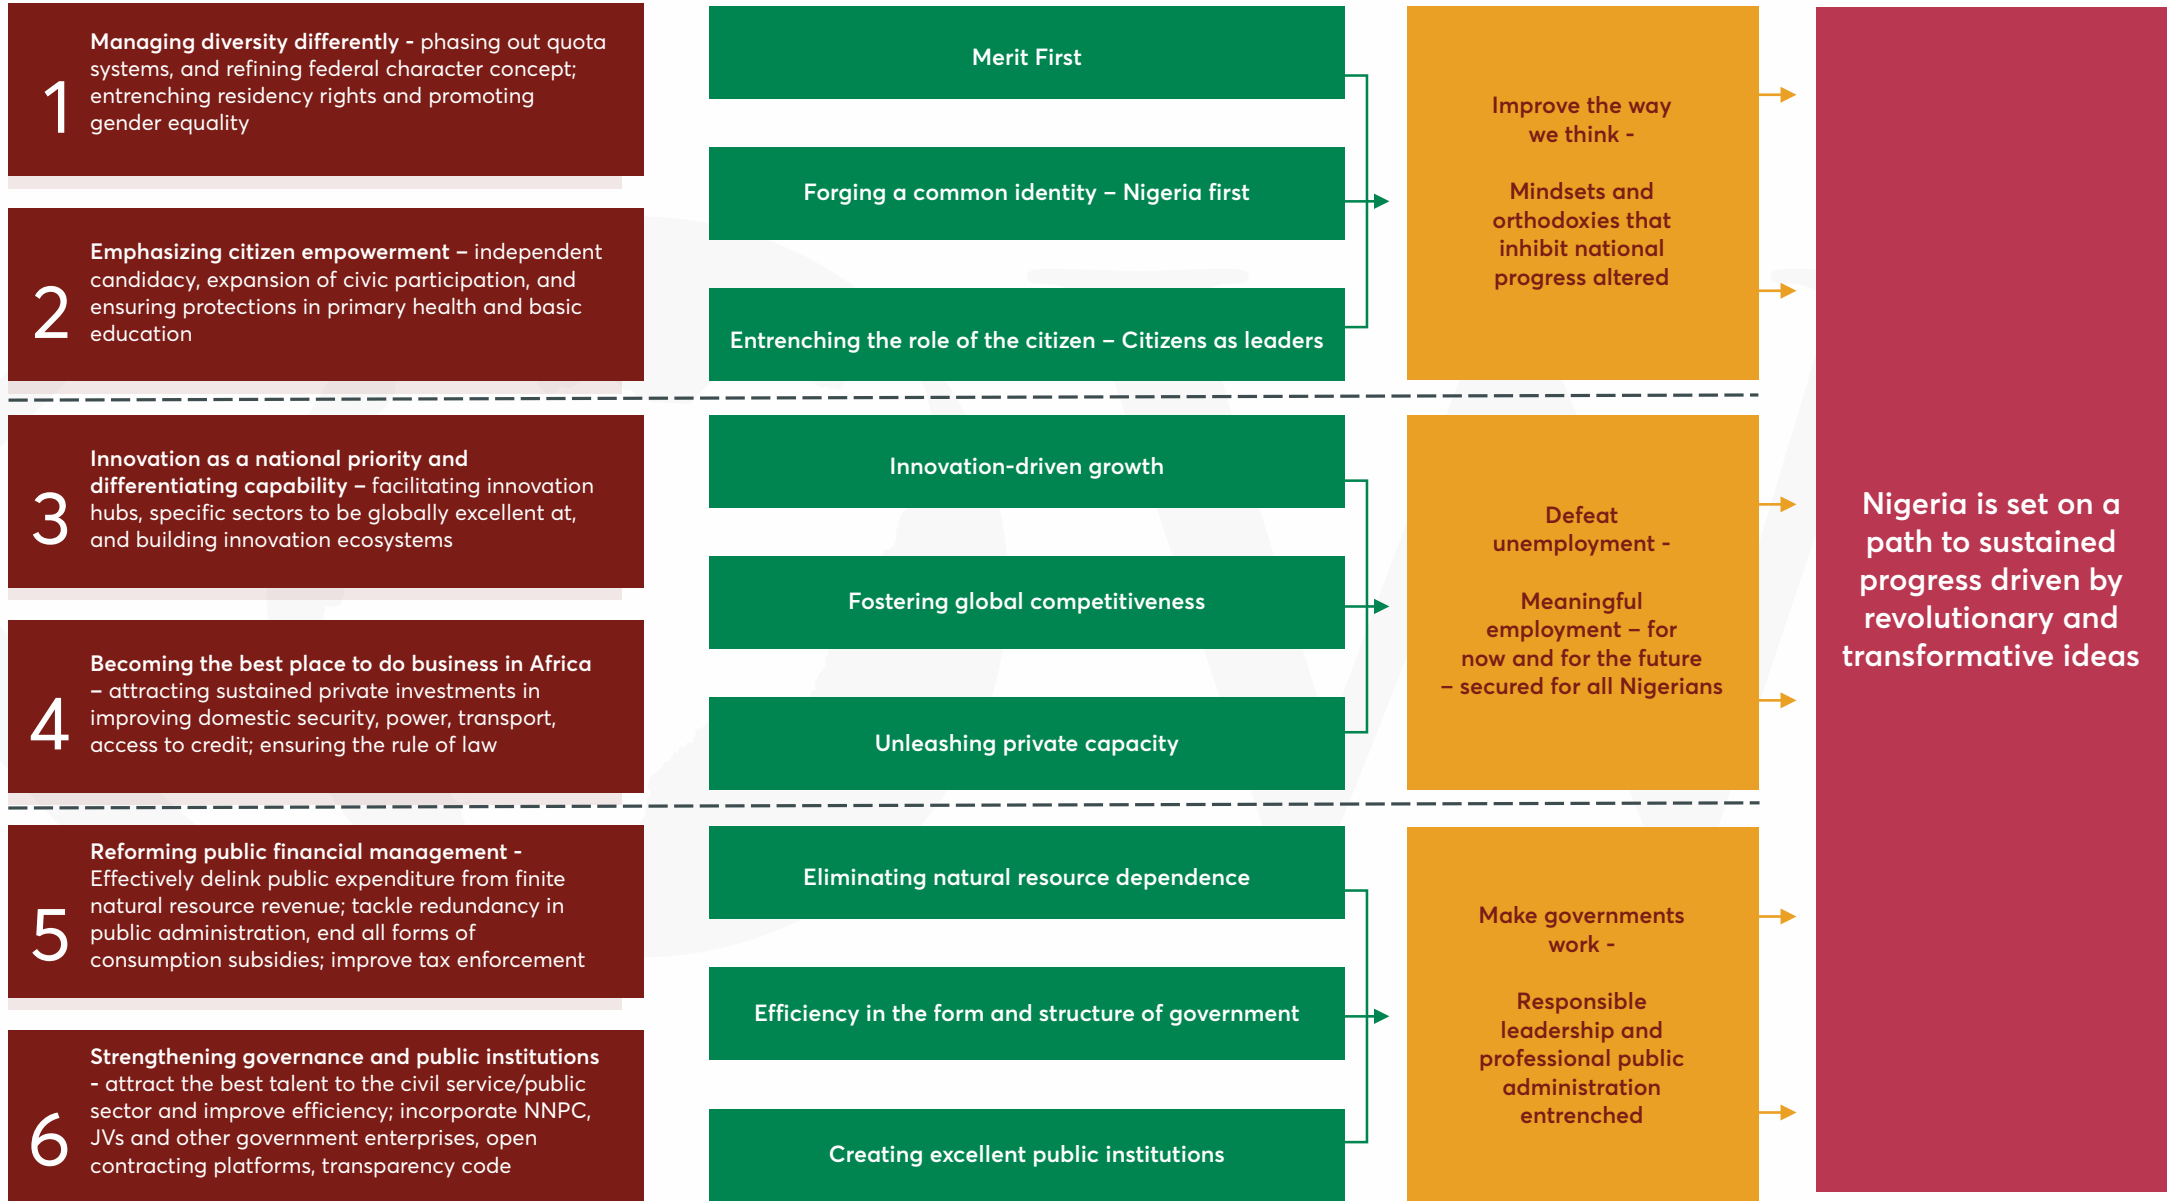 1
Managing diversity differently - phasing out quota
systems, and refining federal character concept;
entrenching residency rights and promoting
gender equality
2
Emphasizing citizen empowerment – independent
candidacy, expansion of civic participation, and
ensuring protections in primary health and basic
education
Merit First
Forging a common identity – Nigeria first
Entrenching the role of the citizen – Citizens as leaders
Improve the way
we think -
Mindsets and
orthodoxies that
inhibit national
progress altered
3
Innovation as a national priority and
differentiating capability – facilitating innovation
hubs, specific sectors to be globally excellent at,
and building innovation ecosystems
4
Becoming the best place to do business in Africa
– attracting sustained private investments in
improving domestic security, power, transport,
access to credit; ensuring the rule of law
Innovation-driven growth
Fostering global competitiveness
Unleashing private capacity
Defeat
unemployment -
Meaningful
employment – for
now and for the future
– secured for all Nigerians
5
Reforming public financial management -
Effectively delink public expenditure from finite
natural resource revenue; tackle redundancy in
public administration, end all forms of
consumption subsidies; improve tax enforcement
6
Strengthening governance and public institutions
- attract the best talent to the civil service/public
sector and improve efficiency; incorporate NNPC,
JVs and other government enterprises, open
contracting platforms, transparency code
Eliminating natural resource dependence
Efficiency in the form and structure of government
Creating excellent public institutions
Make governments
work -
Responsible
leadership and
professional public
administration
entrenched
Nigeria is set on a
path to sustained
progress driven by
revolutionary and
transformative ideas